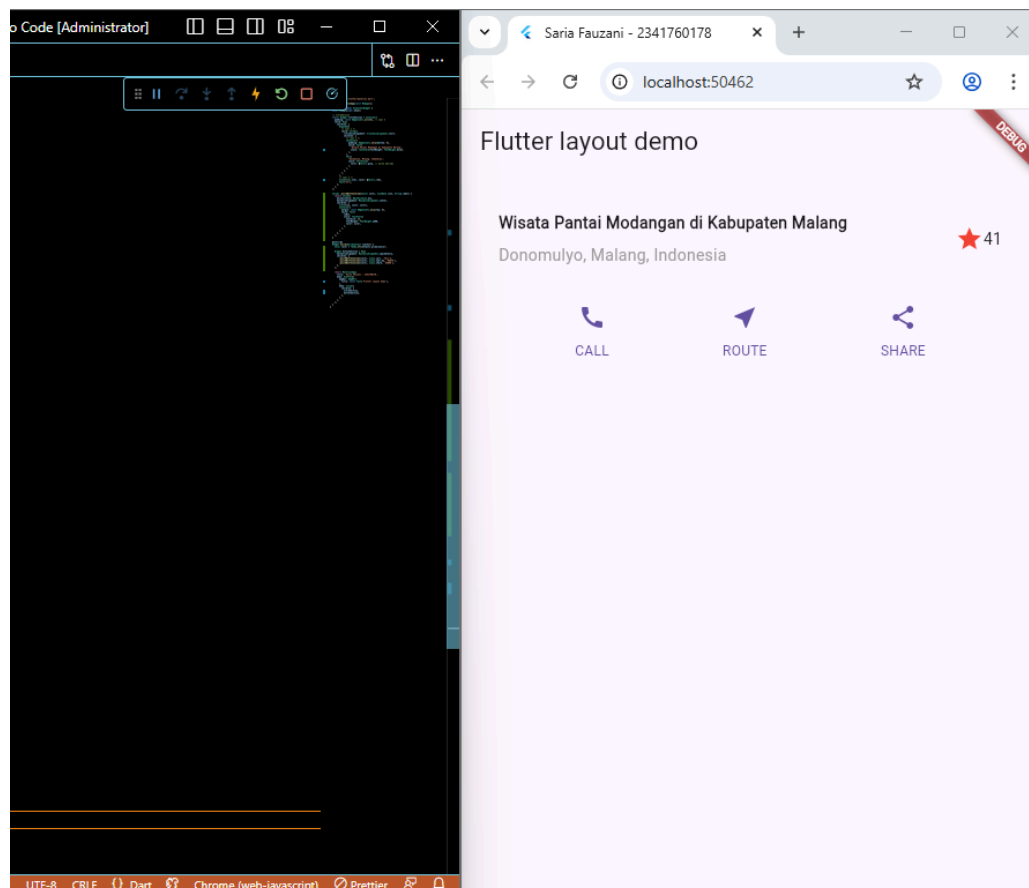 o Code [Administrator]
UTF-8 CRLF {} Dart Chrome (web-javascript) Prettier
Saria Fauzani - 2341760178
localhost:50462
DEBUG
Flutter layout demo
Wisata Pantai Modangan di Kabupaten Malang
Donomulyo, Malang, Indonesia
41
CALL ROUTE SHARE